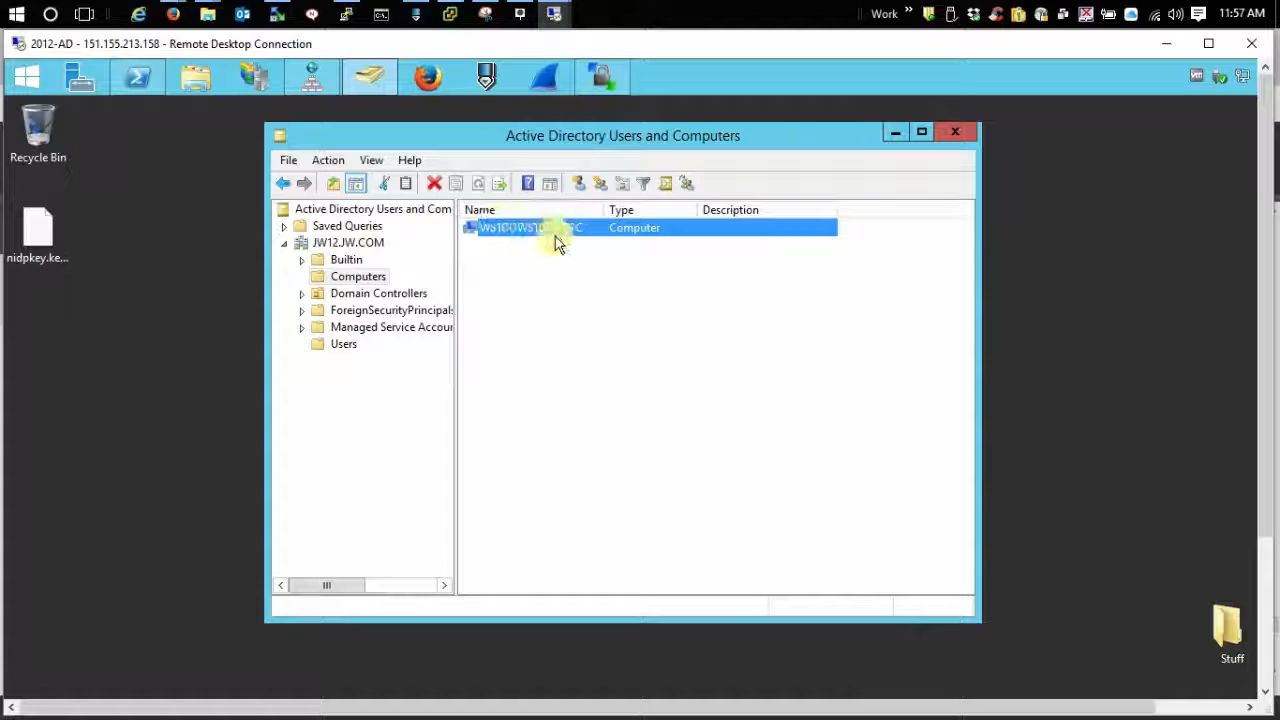 Work »
11:57 AM
2012-AD - 151.155.213.158 - Remote Desktop Connection
Recycle Bin
nidpkey.ke...
Active Directory Users and Computers
File Action View Help
Active Directory Users and Com
Saved Queries
JW12.JW.COM
Builtin
Computers
Domain Controllers
ForeignSecurityPrincipals
Managed Service Accour
Users
Name Type Description
Computer
Stuff